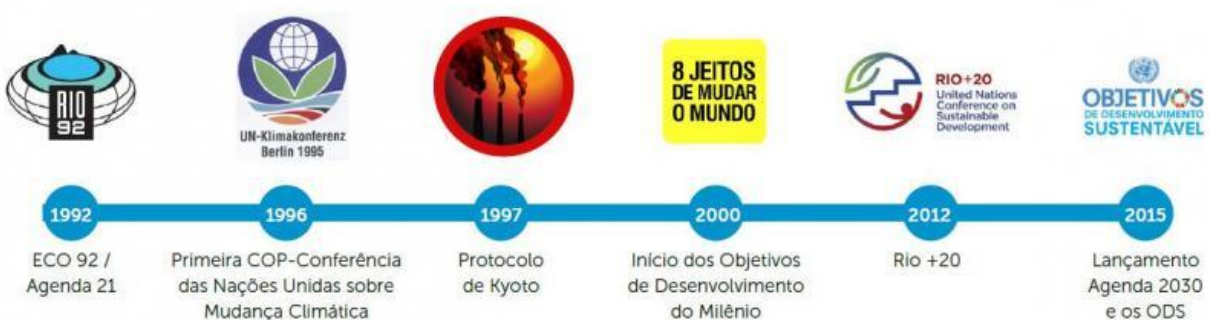 RIO
92
UN-Klimakonferenz
Berlin 1995
8 JEITOS
DE MUDAR
O MUNDO
RIO+20
United Nations
Conference on
Sustainable
Development
OBJETIVOS
DE DESENVOLVIMENTO
SUSTENTÁVEL
1992
1996
1997
2000
2012
2015
ECO 92 /
Agenda 21
Primeira COP-Conferência
das Nações Unidas sobre
Mudança Climática
Protocolo
de Kyoto
Início dos Objetivos
de Desenvolvimento
do Milênio
Rio +20
Lançamento
Agenda 2030
e os ODS